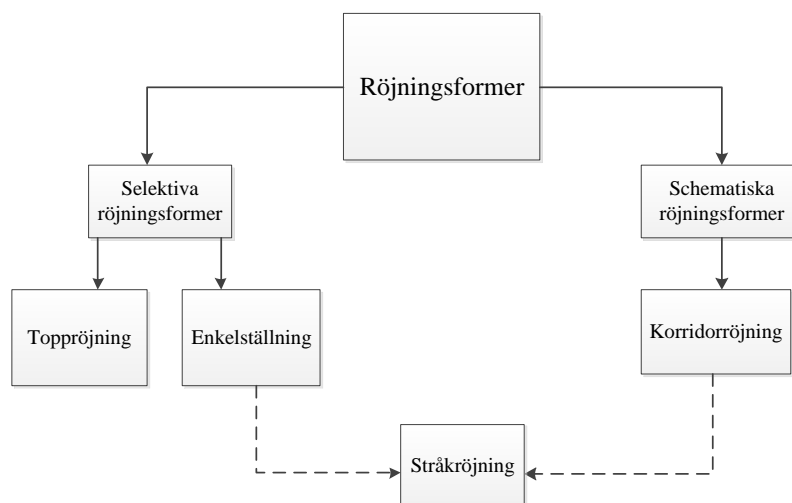 Röjningsformer
Selektiva
röjningsformer
Schematiska
röjningsformer
Toppröjning
Enkelställning
Korridorröjning
Stråkröjning